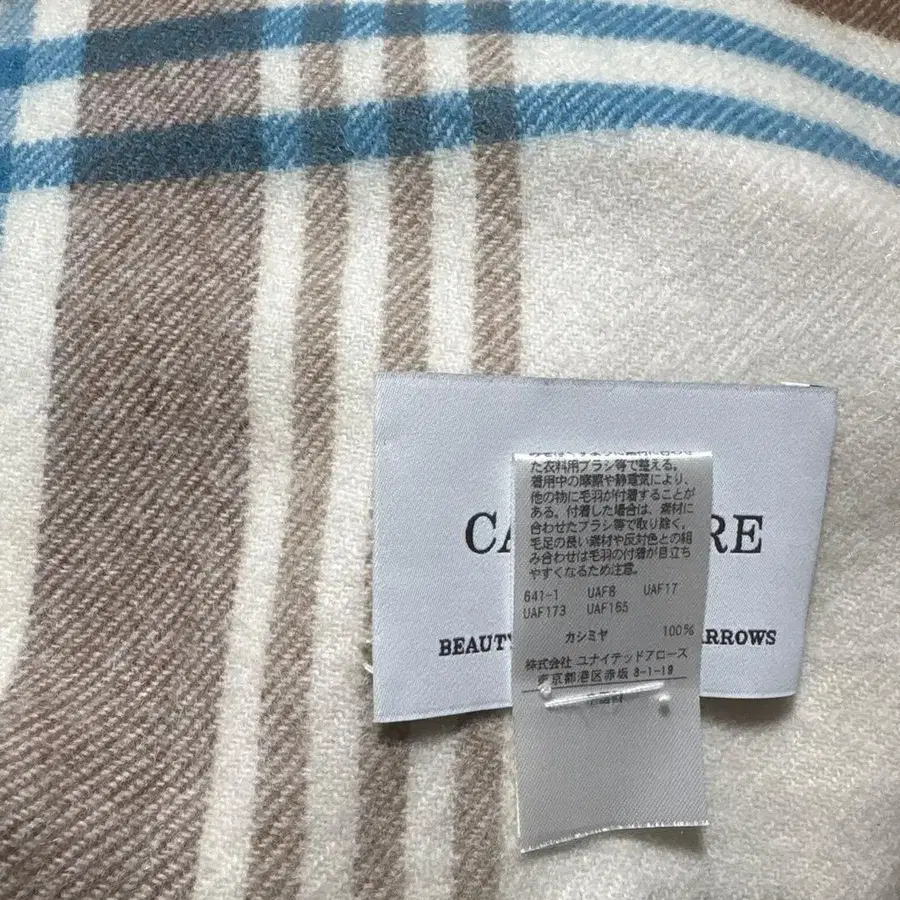 た衣料用ブラシ等で整える。
着用中の摩擦や静電気により、
他の物に毛羽が付着することが
ある。付着した場合は、素材に
合わせたブラシ等で取り除く。
毛足の長い素材や反対色との組
み合わせは毛羽の付着が目立ち
やすくなるため注意。
CA RE
641-1 UAF8 UAF17
UAF173 UAF165
カシミヤ 100%
BEAUTY RROWS
株式会社 ユナイテッドアローズ
東京都港区赤坂 8-1-19